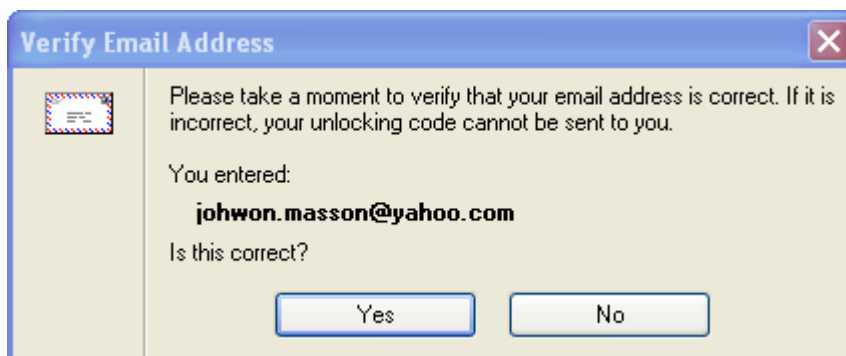 Verify Email Address
Please take a moment to verify that your email address is correct. If it is
incorrect, your unlocking code cannot be sent to you.
You entered:
johwon.masson@yahoo.com
Is this correct?
Yes
No